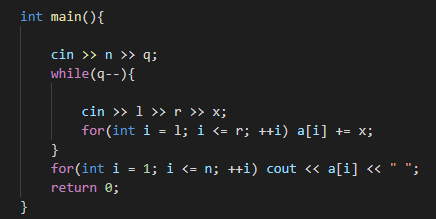 int main(){
cin >> n >> q;
while(q--){
cin >> l >> r >> x;
for(int i = l; i <= r; ++i) a[i] += x;
}
for(int i = 1; i <= n; ++i) cout << a[i] << " ";
return 0;
}